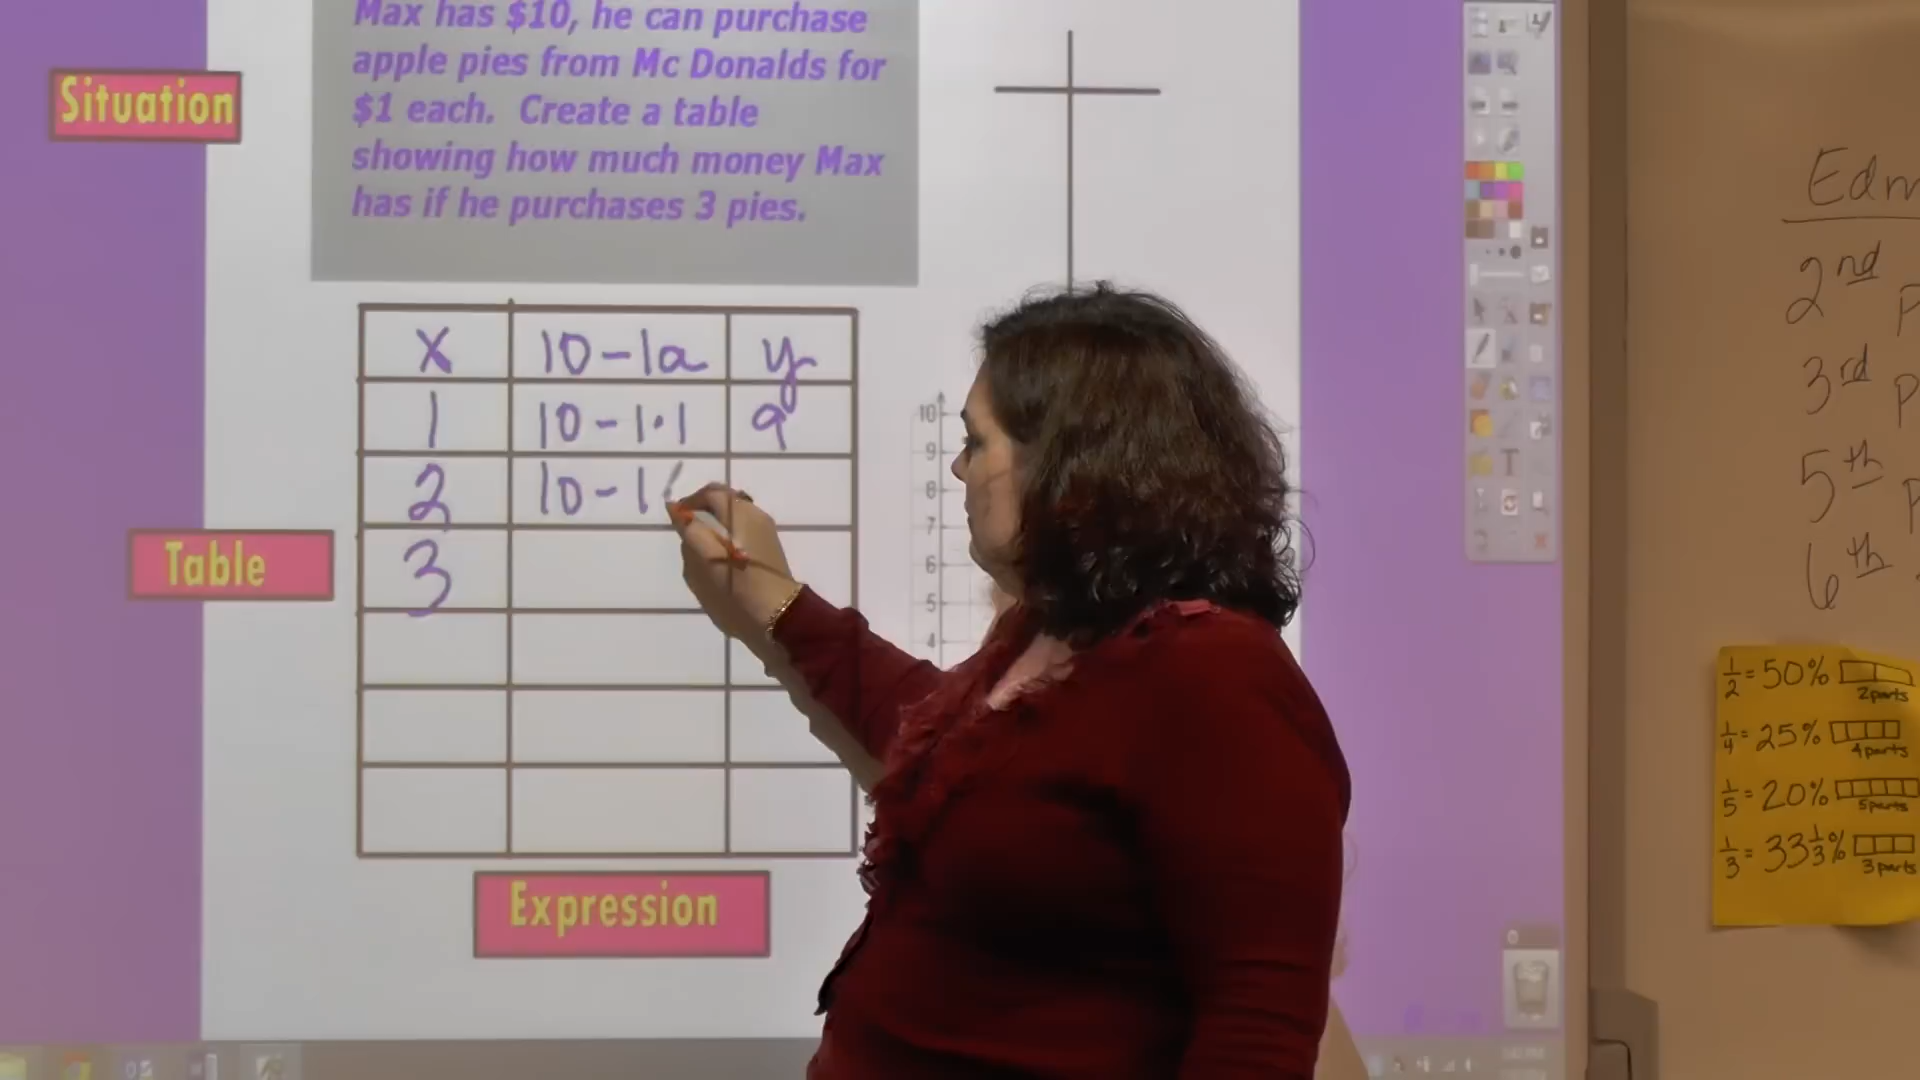 Max has $10, he can purchase
apple pies from Mc Donalds for
$1 each. Create a table
showing how much money Max
has if he purchases 3 pies.
Situation
x 10-1a y
1 10-1·1 9
2 10-1
3
Table
Expression
10
9
8
7
6
5
4
2nd P
3rd P
5th P
6th
1/2 = 50%
2 parts
1/4 = 25%
4 parts
1/5 = 20%
5 parts
1/3 = 33 1/3%
3 parts